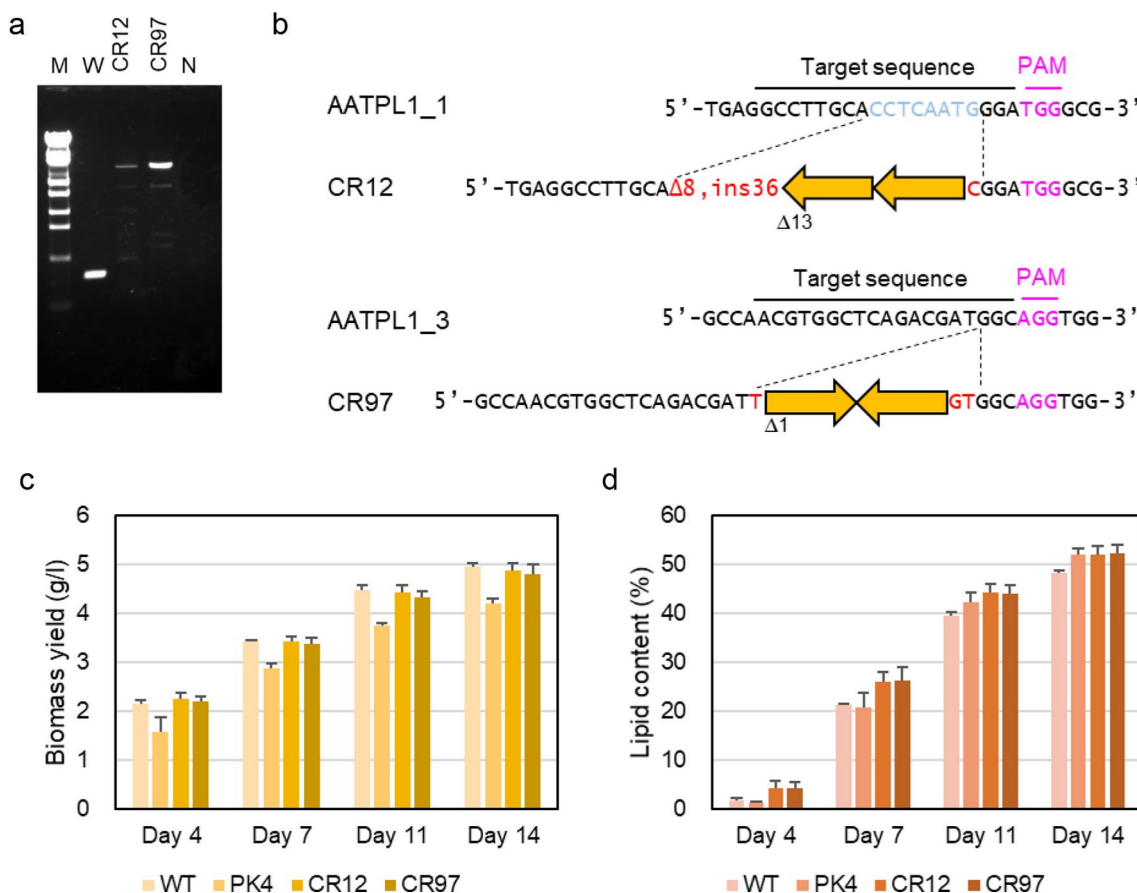 a
M W CR12 CR97 N
b
Target sequence PAM
AATPL1_1 5’-TGAGGCCTTGCACCTCAATGGGATGGGCG-3’
CR12 5’-TGAGGCCTTGCAΔ8,ins36 CGGATGGGCG-3’
Δ13
Target sequence PAM
AATPL1_3 5’-GCCAACGTGGCTCAGACGATGGCAGGTGG-3’
CR97 5’-GCCAACGTGGCTCAGACGATT GTGGCAGGTGG-3’
Δ1
c
Biomass yield (g/l)
6
5
4
3
2
1
0
Day 4 Day 7 Day 11 Day 14
WT PK4 CR12 CR97
d
Lipid content (%)
60
50
40
30
20
10
0
Day 4 Day 7 Day 11 Day 14
WT PK4 CR12 CR97